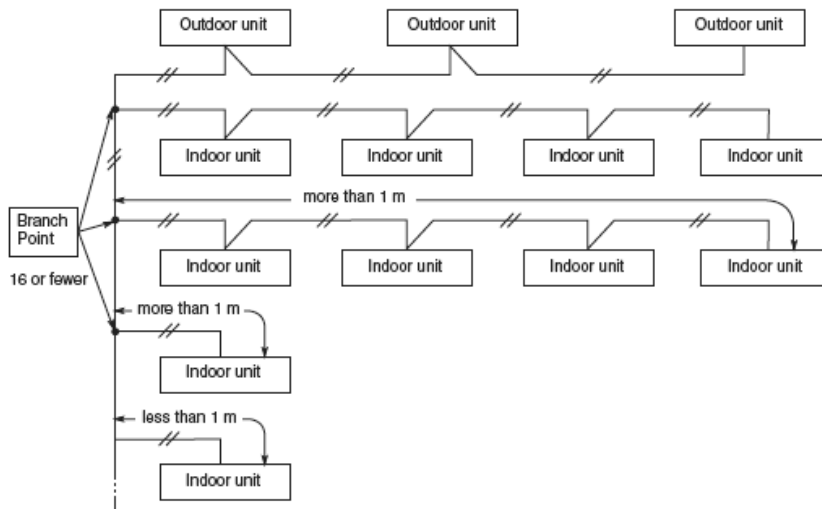 Outdoor unit
Outdoor unit
Outdoor unit
Indoor unit
Indoor unit
Indoor unit
Indoor unit
more than 1 m
Branch
Point
16 or fewer
Indoor unit
Indoor unit
Indoor unit
Indoor unit
more than 1 m
Indoor unit
less than 1 m
Indoor unit